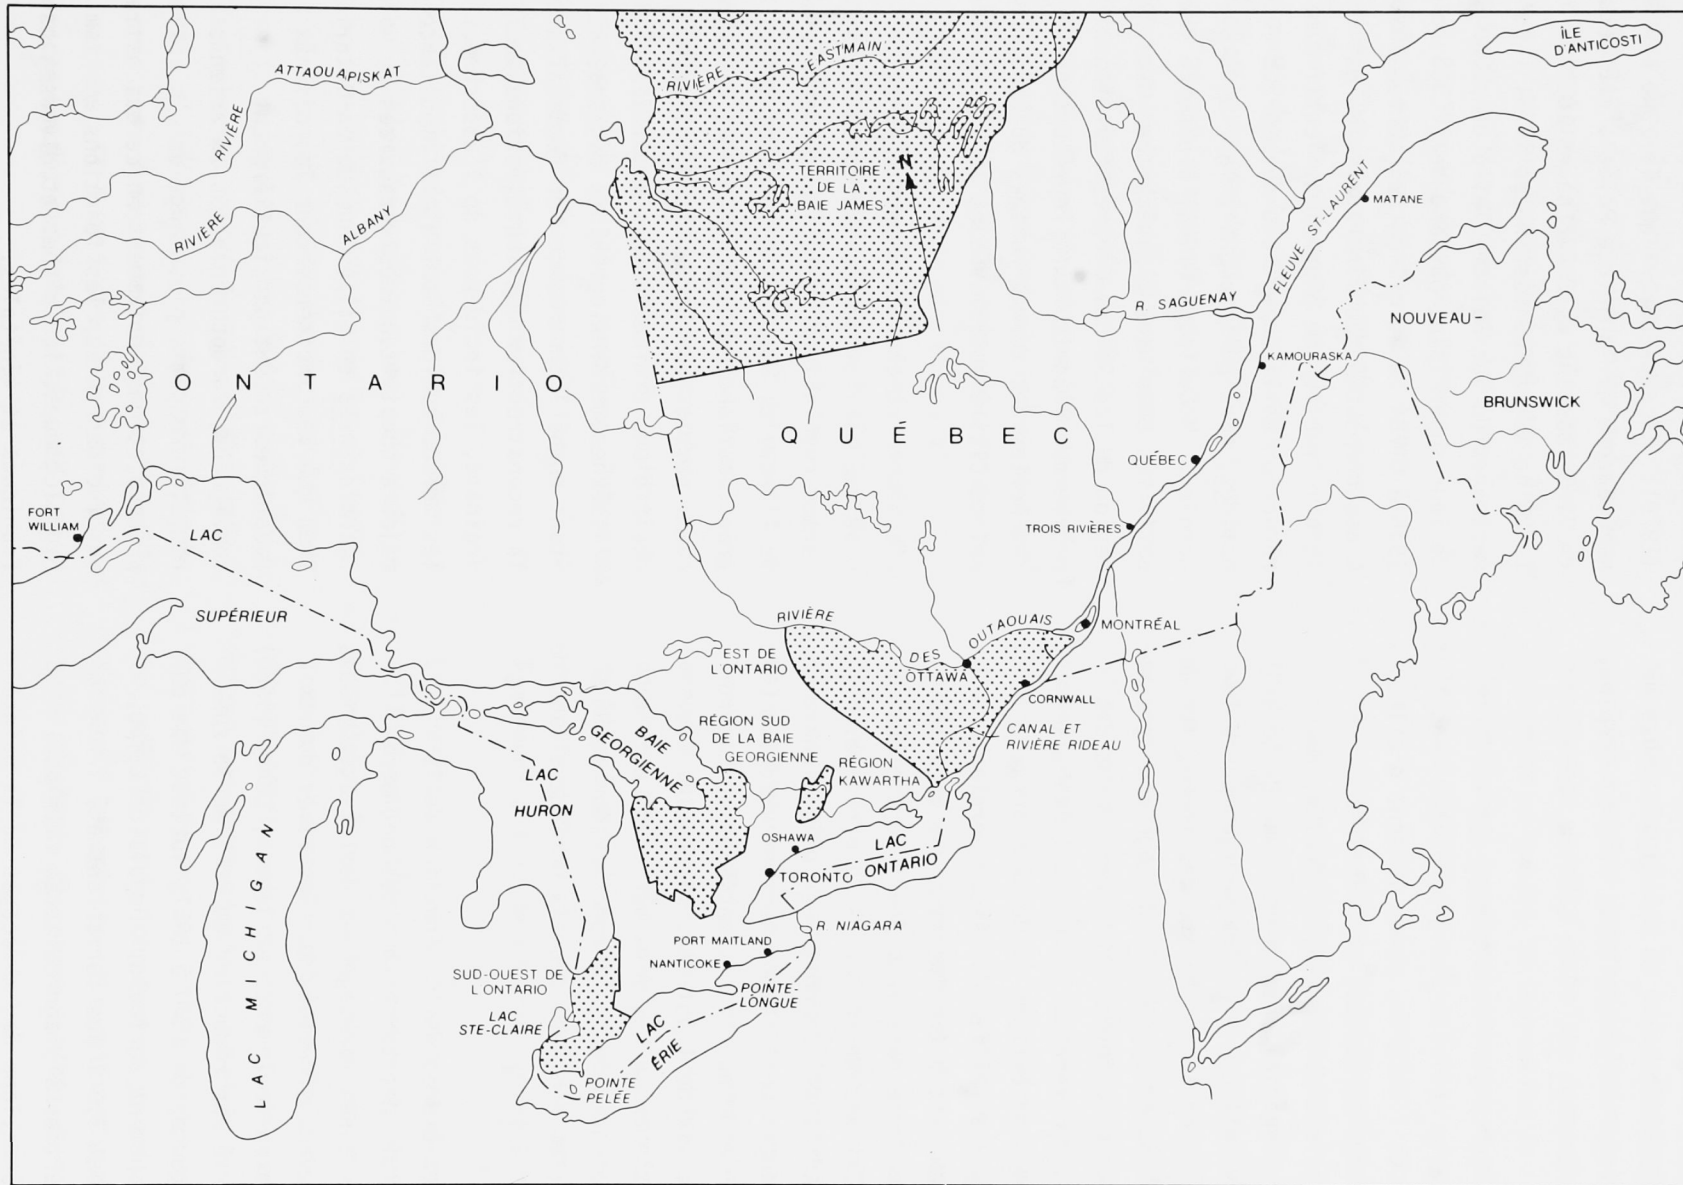 ÎLE
D'ANTICOSTI
RIVIÈRE
ATTAOUAPISKAT
RIVIÈRE EASTMAIN
N
TERRITOIRE
DE LA
BAIE JAMES
RIVIÈRE
ALBANY
MATANE
FLEUVE ST-LAURENT
R SAGUENAY
NOUVEAU-
BRUNSWICK
KAMOURASKA
ONTARIO
QUÉBEC
QUÉBEC
FORT
WILLIAM
LAC
SUPÉRIEUR
TROIS RIVIÈRES
RIVIÈRE
DES
OUTAOUAIS
MONTRÉAL
EST DE
L'ONTARIO
OTTAWA
CORNWALL
CANAL ET
RIVIÈRE RIDEAU
RÉGION SUD
DE LA BAIE
GEORGIENNE
BAIE
GEORGIENNE
RÉGION
KAWARTHA
LAC
HURON
OSHAWA
LAC
ONTARIO
TORONTO
LAC MICHIGAN
R NIAGARA
PORT MAITLAND
NANTICOKE
SUD-OUEST DE
L ONTARIO
POINTE-
LONGUE
LAC
STE-CLAIRE
LAC
ÉRIE
POINTE
PELÉE